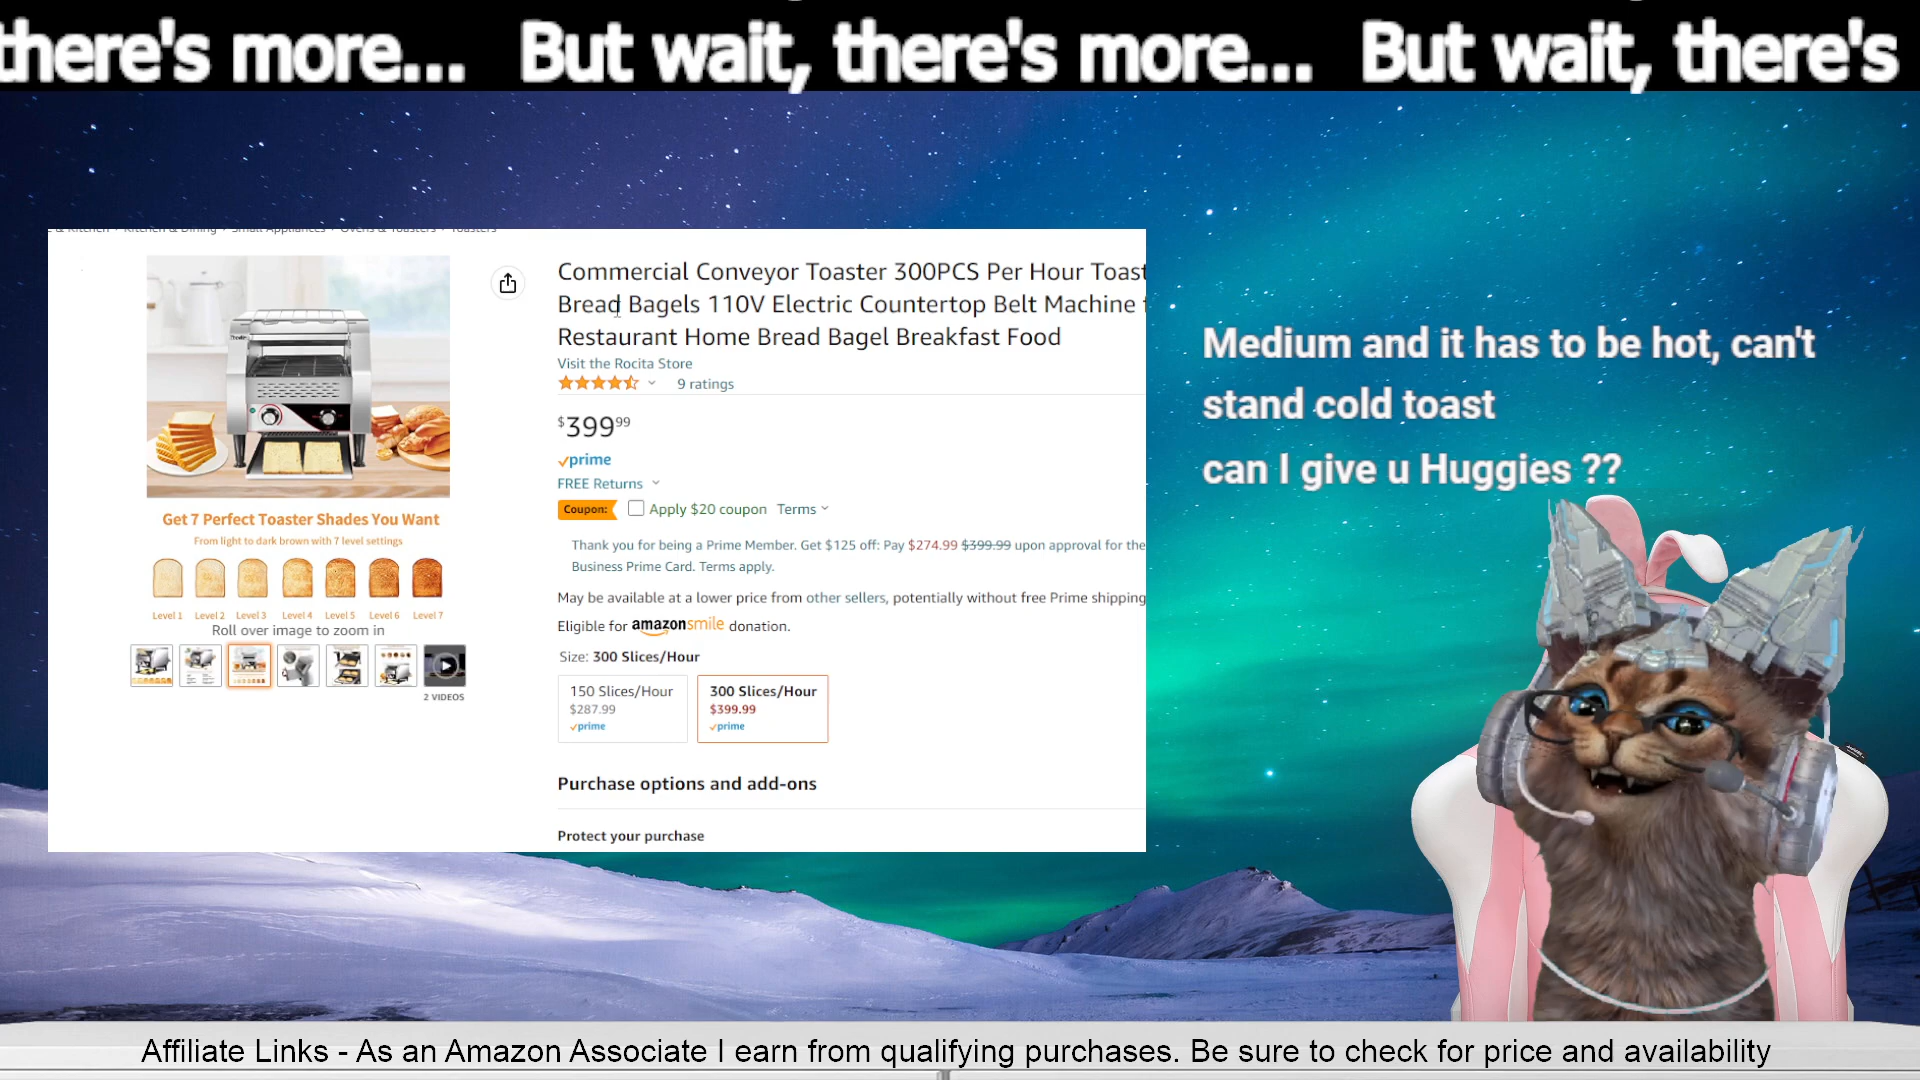 there's more... But wait, there's more... But wait, there's
& Kitchen › Kitchen & Dining › Small Appliances › Ovens & Toasters › Toasters
Commercial Conveyor Toaster 300PCS Per Hour Toast
Bread Bagels 110V Electric Countertop Belt Machine f
Restaurant Home Bread Bagel Breakfast Food
Visit the Rocita Store
9 ratings
$399.99
prime
FREE Returns
Coupon: Apply $20 coupon Terms
Thank you for being a Prime Member. Get $125 off: Pay $274.99 $399.99 upon approval for the
Business Prime Card. Terms apply.
May be available at a lower price from other sellers, potentially without free Prime shipping
Eligible for amazonsmile donation.
Size: 300 Slices/Hour
150 Slices/Hour
$287.99
prime
300 Slices/Hour
$399.99
prime
Purchase options and add-ons
Protect your purchase
Get 7 Perfect Toaster Shades You Want
From light to dark brown with 7 level settings
Level 1 Level 2 Level 3 Level 4 Level 5 Level 6 Level 7
Roll over image to zoom in
2 VIDEOS
Medium and it has to be hot, can't
stand cold toast
can I give u Huggies ??
Affiliate Links - As an Amazon Associate I earn from qualifying purchases. Be sure to check for price and availability